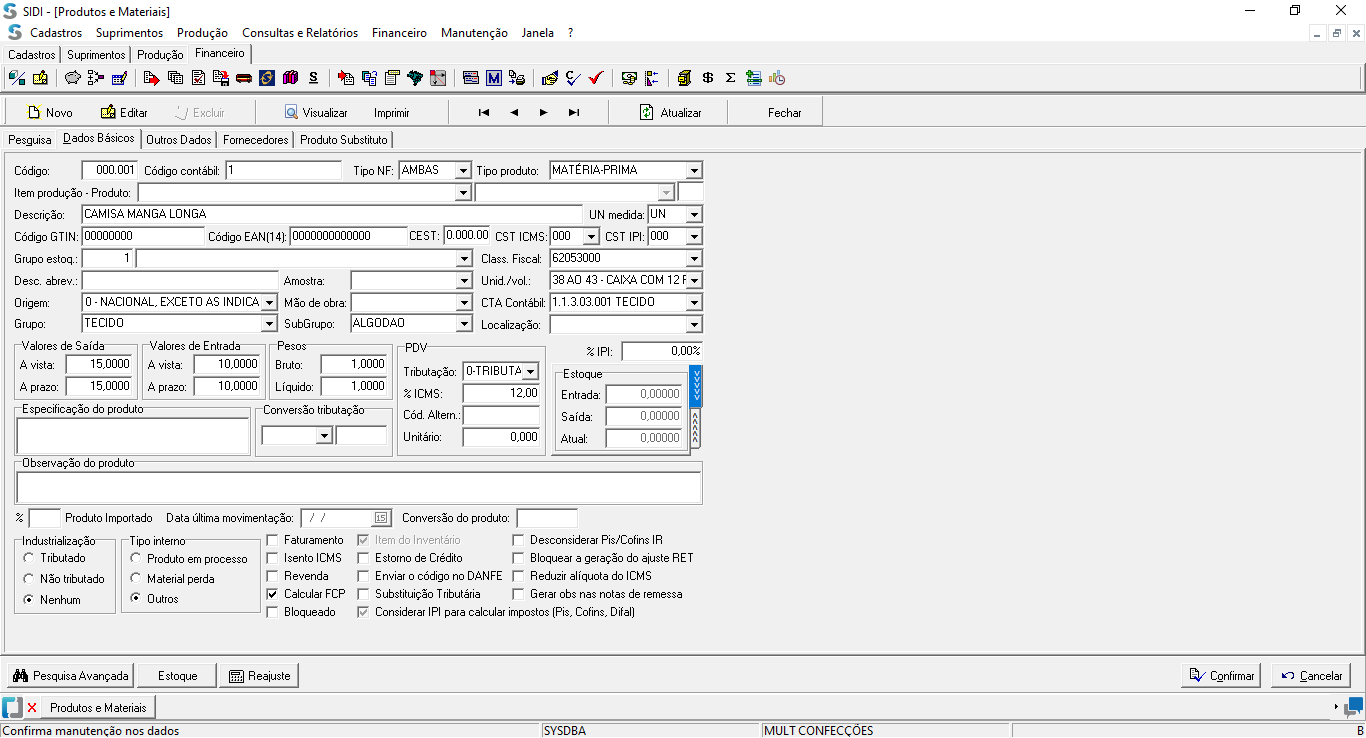 SIDI - [Produtos e Materiais]
Cadastros Suprimentos Produção Consultas e Relatórios Financeiro Manutenção Janela ?
Cadastros Suprimentos Produção Financeiro
Novo Editar Excluir Visualizar Imprimir Atualizar Fechar
Pesquisa Dados Básicos Outros Dados Fornecedores Produto Substituto
Código: 000.001 Código contábil: 1 Tipo NF: AMBAS Tipo produto: MATÉRIA-PRIMA
Item produção - Produto:
Descrição: CAMISA MANGA LONGA UN medida: UN
Código GTIN: 00000000 Código EAN(14): 0000000000000 CEST: 0.000.00 CST ICMS: 000 CST IPI: 000
Grupo estoq.: 1 Class. Fiscal: 62053000
Desc. abrev.: Amostra: Unid./vol.: 38 AO 43 - CAIXA COM 12 F
Origem: 0 - NACIONAL, EXCETO AS INDICA Mão de obra: CTA Contábil: 1.1.3.03.001 TECIDO
Grupo: TECIDO SubGrupo: ALGODAO Localização:
Valores de Saída Valores de Entrada Pesos PDV % IPI: 0,00%
A vista: 15,0000 A vista: 10,0000 Bruto: 1,0000 Tributação: 0-TRIBUTA Estoque
A prazo: 15,0000 A prazo: 10,0000 Líquido: 1,0000 % ICMS: 12,00 Entrada: 0,00000
Especificação do produto Conversão tributação Cód. Altern.: Saída: 0,00000
Unitário: 0,000 Atual: 0,00000
Observação do produto
% Produto Importado Data última movimentação: / / 15 Conversão do produto:
Industrialização Tipo interno Faturamento Item do Inventário Desconsiderar Pis/Cofins IR
Tributado Produto em processo Isento ICMS Estorno de Crédito Bloquear a geração do ajuste RET
Não tributado Material perda Revenda Enviar o código no DANFE Reduzir alíquota do ICMS
Nenhum Outros Calcular FCP Substituição Tributária Gerar obs nas notas de remessa
Bloqueado Considerar IPI para calcular impostos (Pis, Cofins, Difal)
Pesquisa Avançada Estoque Reajuste Confirmar Cancelar
Produtos e Materiais
Confirma manutenção nos dados SYSDBA MULT CONFECÇÕES B